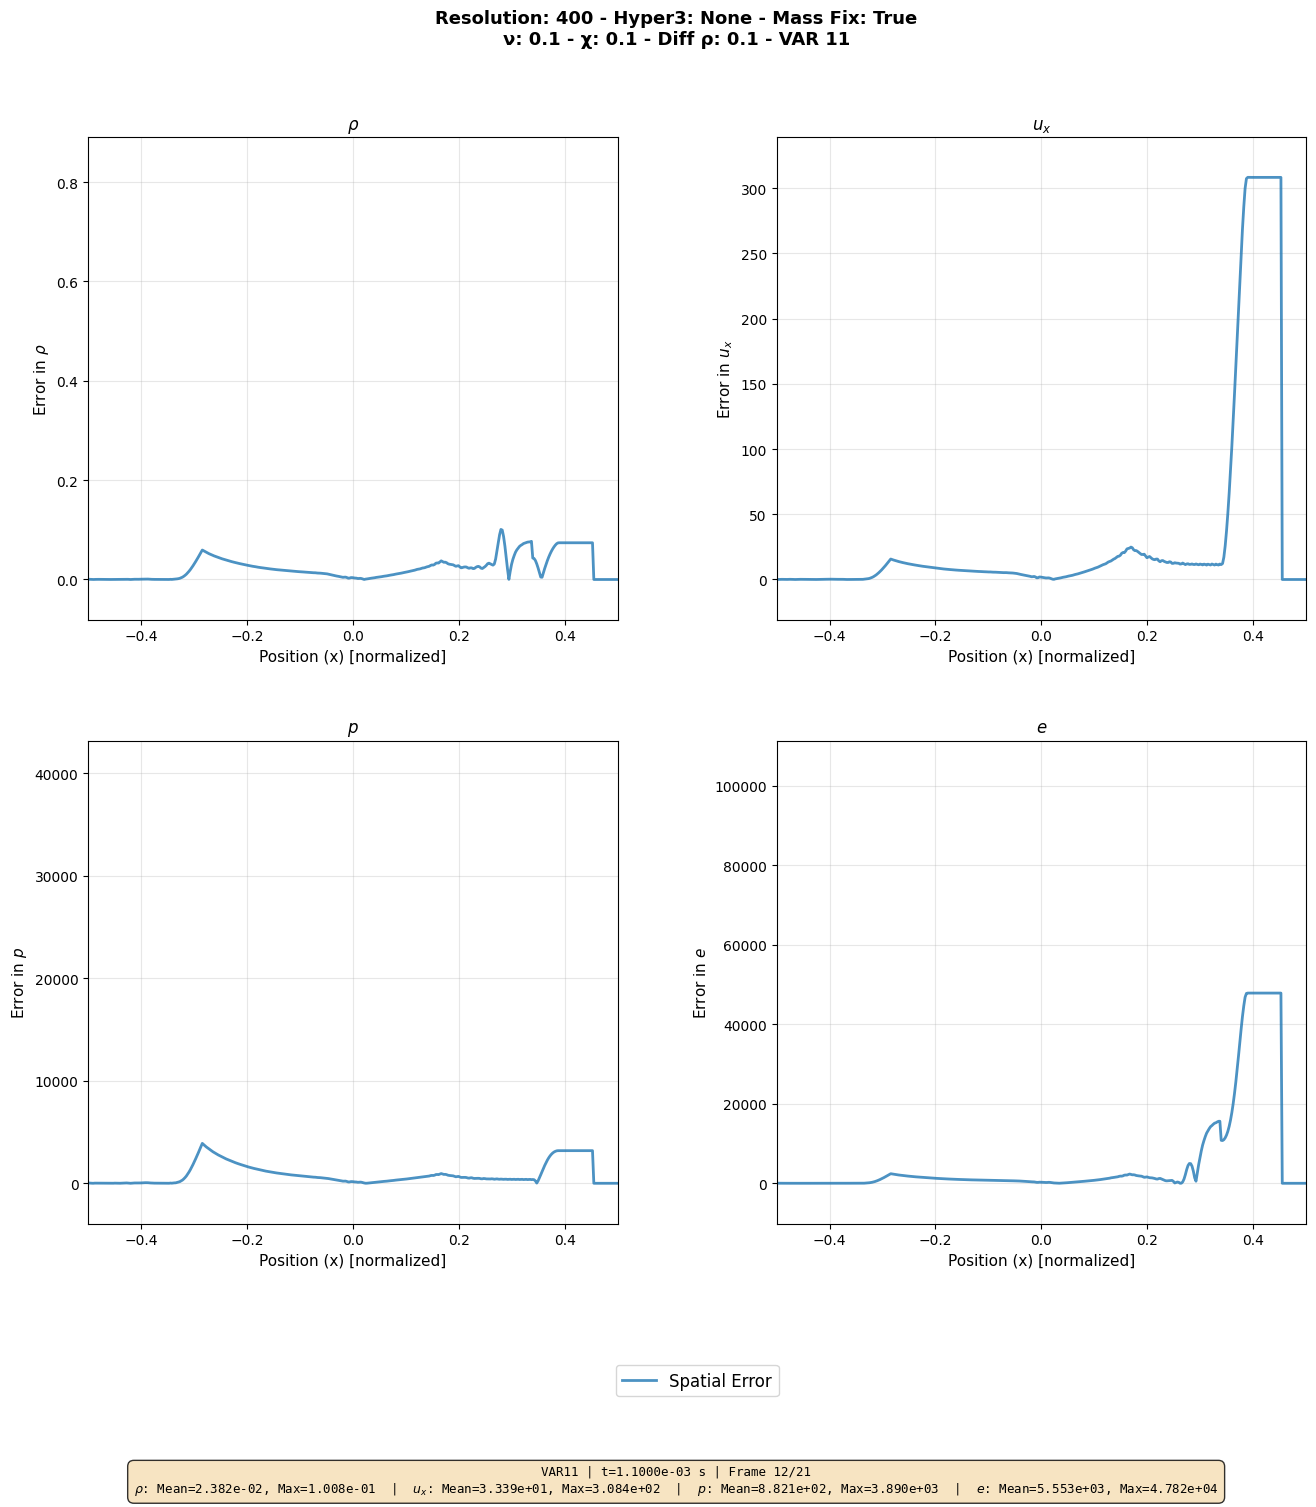 Resolution: 400 - Hyper3: None - Mass Fix: True
ν: 0.1 - χ: 0.1 - Diff ρ: 0.1 - VAR 11
ρ
Error in ρ
0.8
0.6
0.4
0.2
0.0
−0.4 −0.2 0.0 0.2 0.4
Position (x) [normalized]
u_x
Error in u_x
300
250
200
150
100
50
0
−0.4 −0.2 0.0 0.2 0.4
Position (x) [normalized]
p
Error in p
40000
30000
20000
10000
0
−0.4 −0.2 0.0 0.2 0.4
Position (x) [normalized]
e
Error in e
100000
80000
60000
40000
20000
0
−0.4 −0.2 0.0 0.2 0.4
Position (x) [normalized]
Spatial Error
VAR11 | t=1.1000e-03 s | Frame 12/21
ρ: Mean=2.382e-02, Max=1.008e-01 | u_x: Mean=3.339e+01, Max=3.084e+02 | p: Mean=8.821e+02, Max=3.890e+03 | e: Mean=5.553e+03, Max=4.782e+04